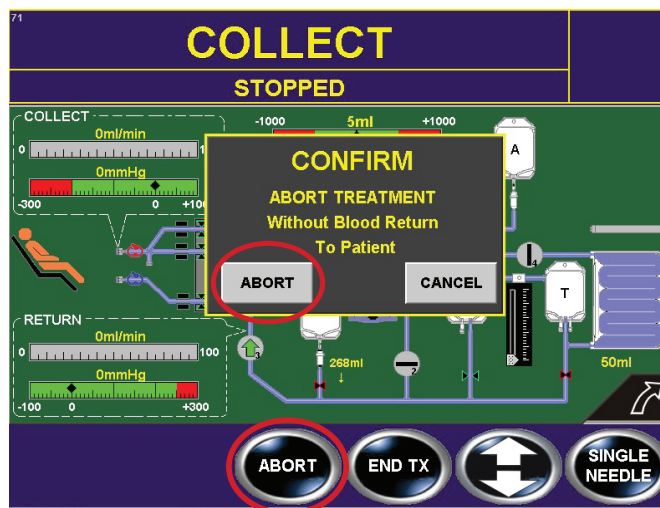 71
COLLECT
STOPPED
COLLECT
0ml/min
0
0mmHg
-300 0 +100
-1000 5ml +1000
A
CONFIRM
ABORT TREATMENT
Without Blood Return
To Patient
ABORT CANCEL
4
T
RETURN
0ml/min
0 100
0mmHg
-100 0 +300
3
268ml
↓
2
50ml
ABORT
END TX
SINGLE
NEEDLE